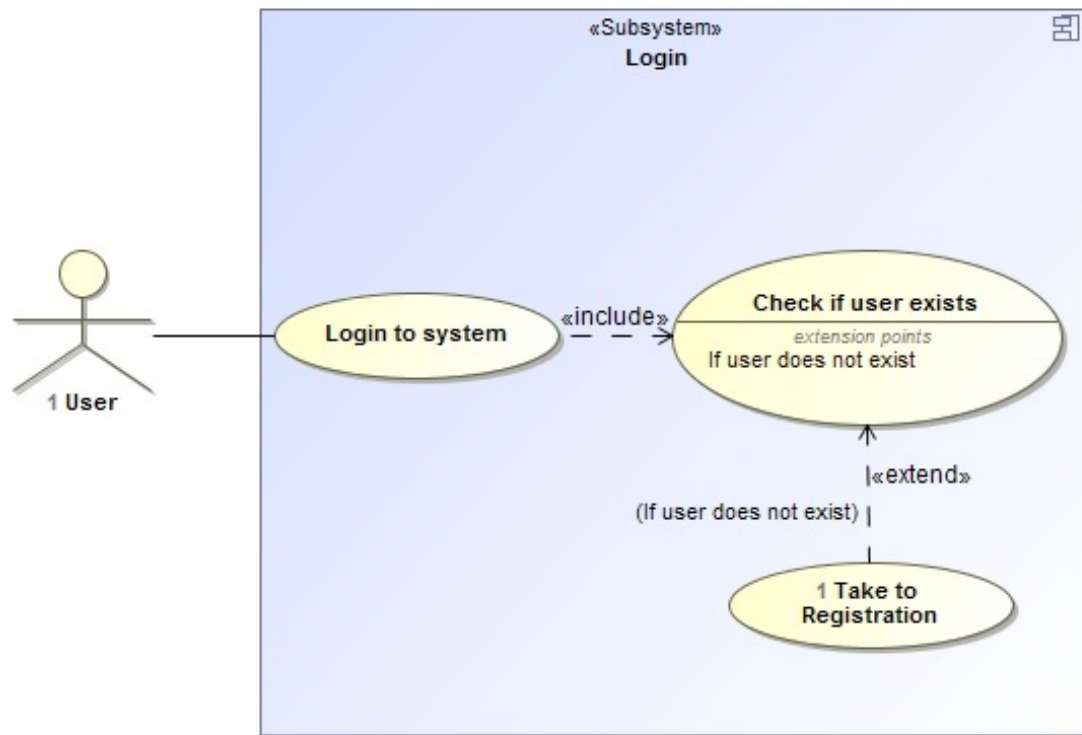 «Subsystem»
Login
Login to system
«include»
Check if user exists
extension points
If user does not exist
1 User
«extend»
(If user does not exist)
1 Take to
Registration